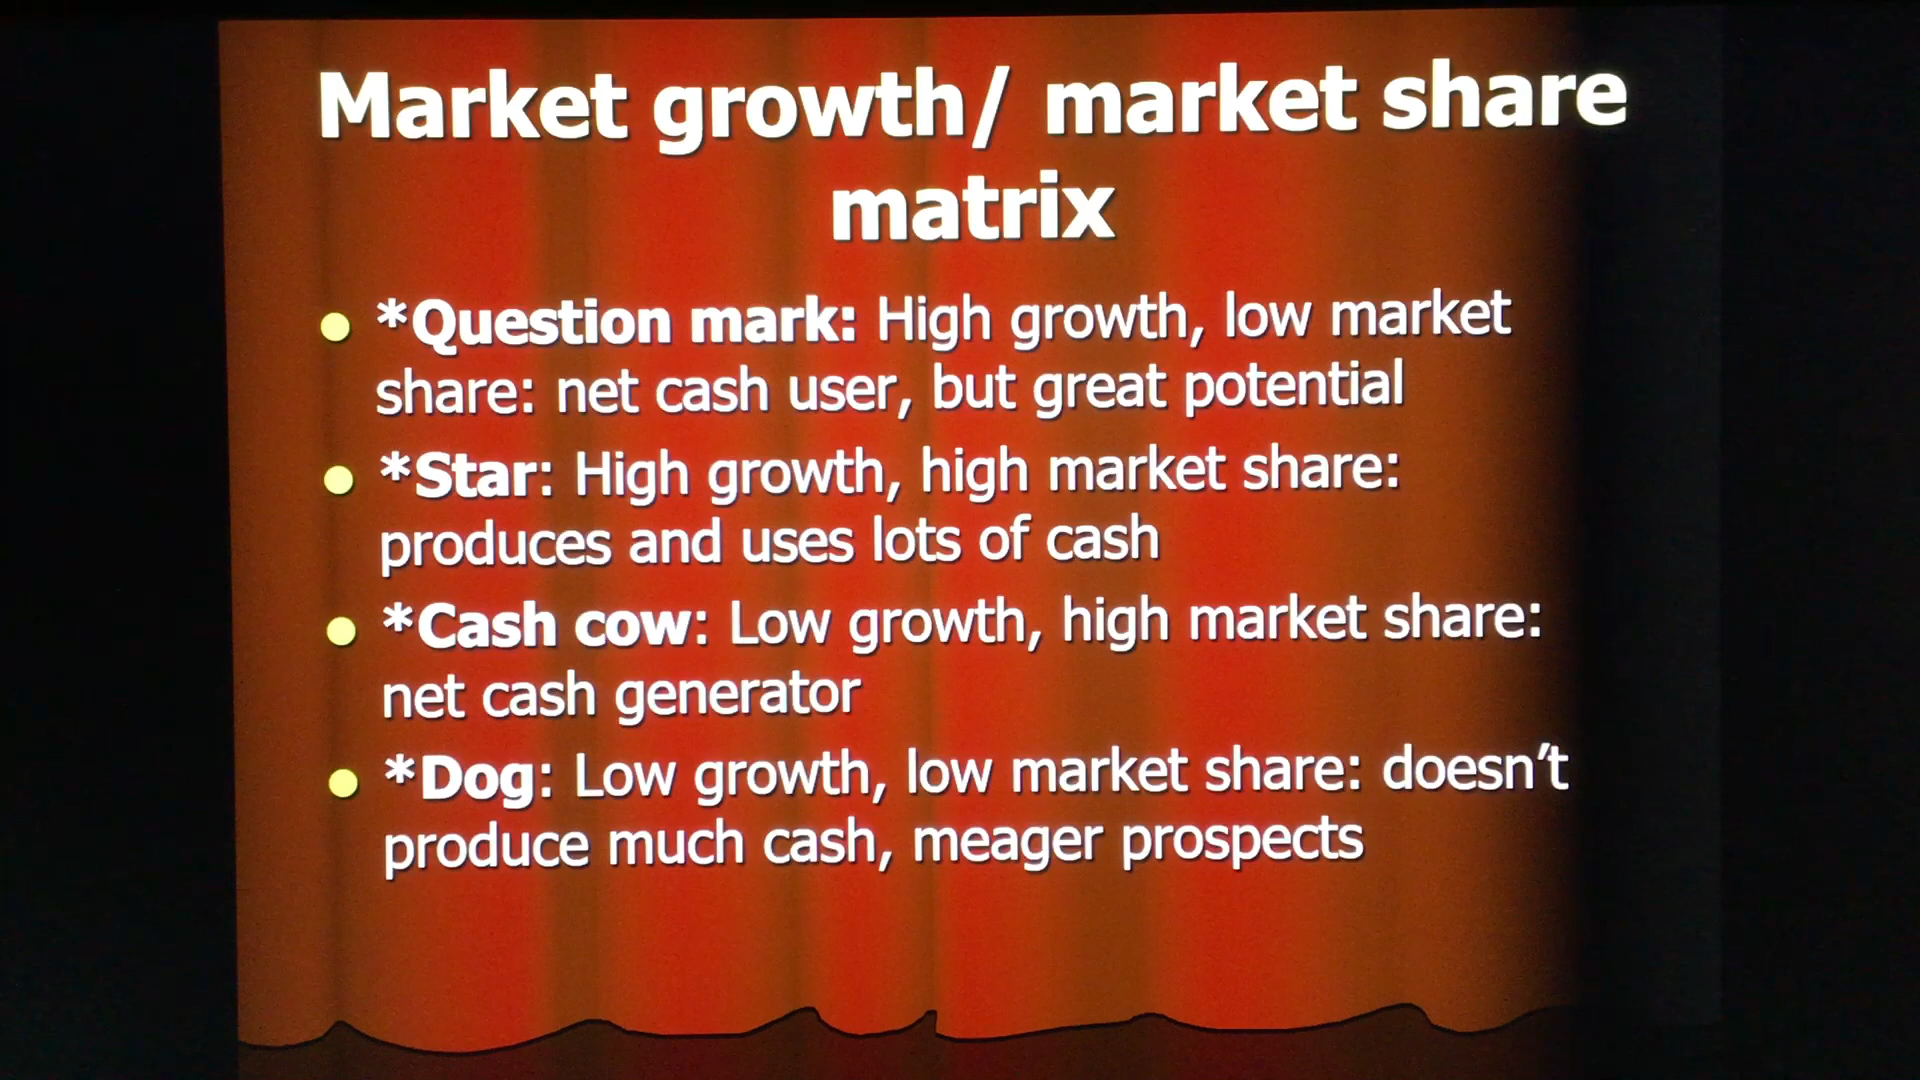 Market growth/ market share
matrix
*Question mark: High growth, low market
share: net cash user, but great potential
*Star: High growth, high market share:
produces and uses lots of cash
*Cash cow: Low growth, high market share:
net cash generator
*Dog: Low growth, low market share: doesn’t
produce much cash, meager prospects